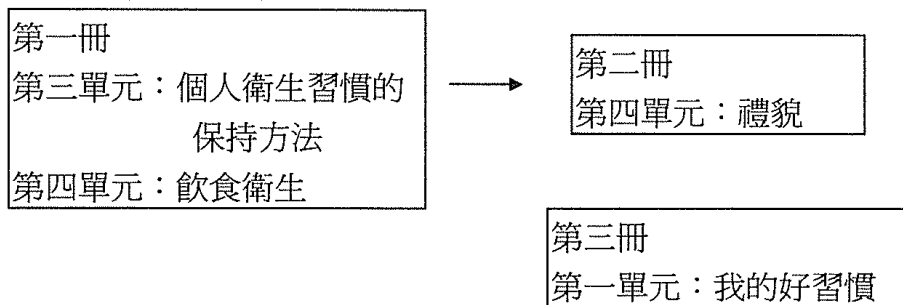 第一冊
第三單元：個人衛生習慣的
保持方法
第四單元：飲食衛生
第二冊
第四單元：禮貌
第三冊
第一單元：我的好習慣